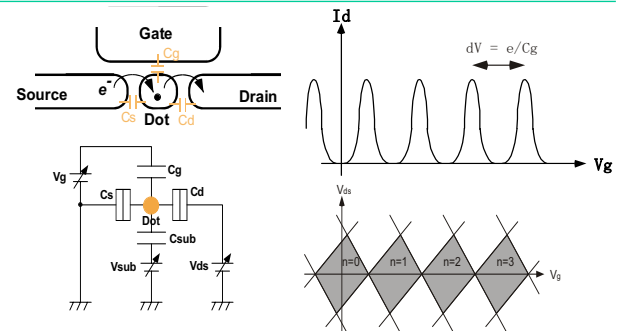 Gate
Cg
Source
e-
Cs
Dot
Cd
Drain
Id
dV = e/Cg
Vg
Vg
Cg
Cs
Cd
Dot
Csub
Vsub
Vds
Vds
n=0
n=1
n=2
n=3
Vg